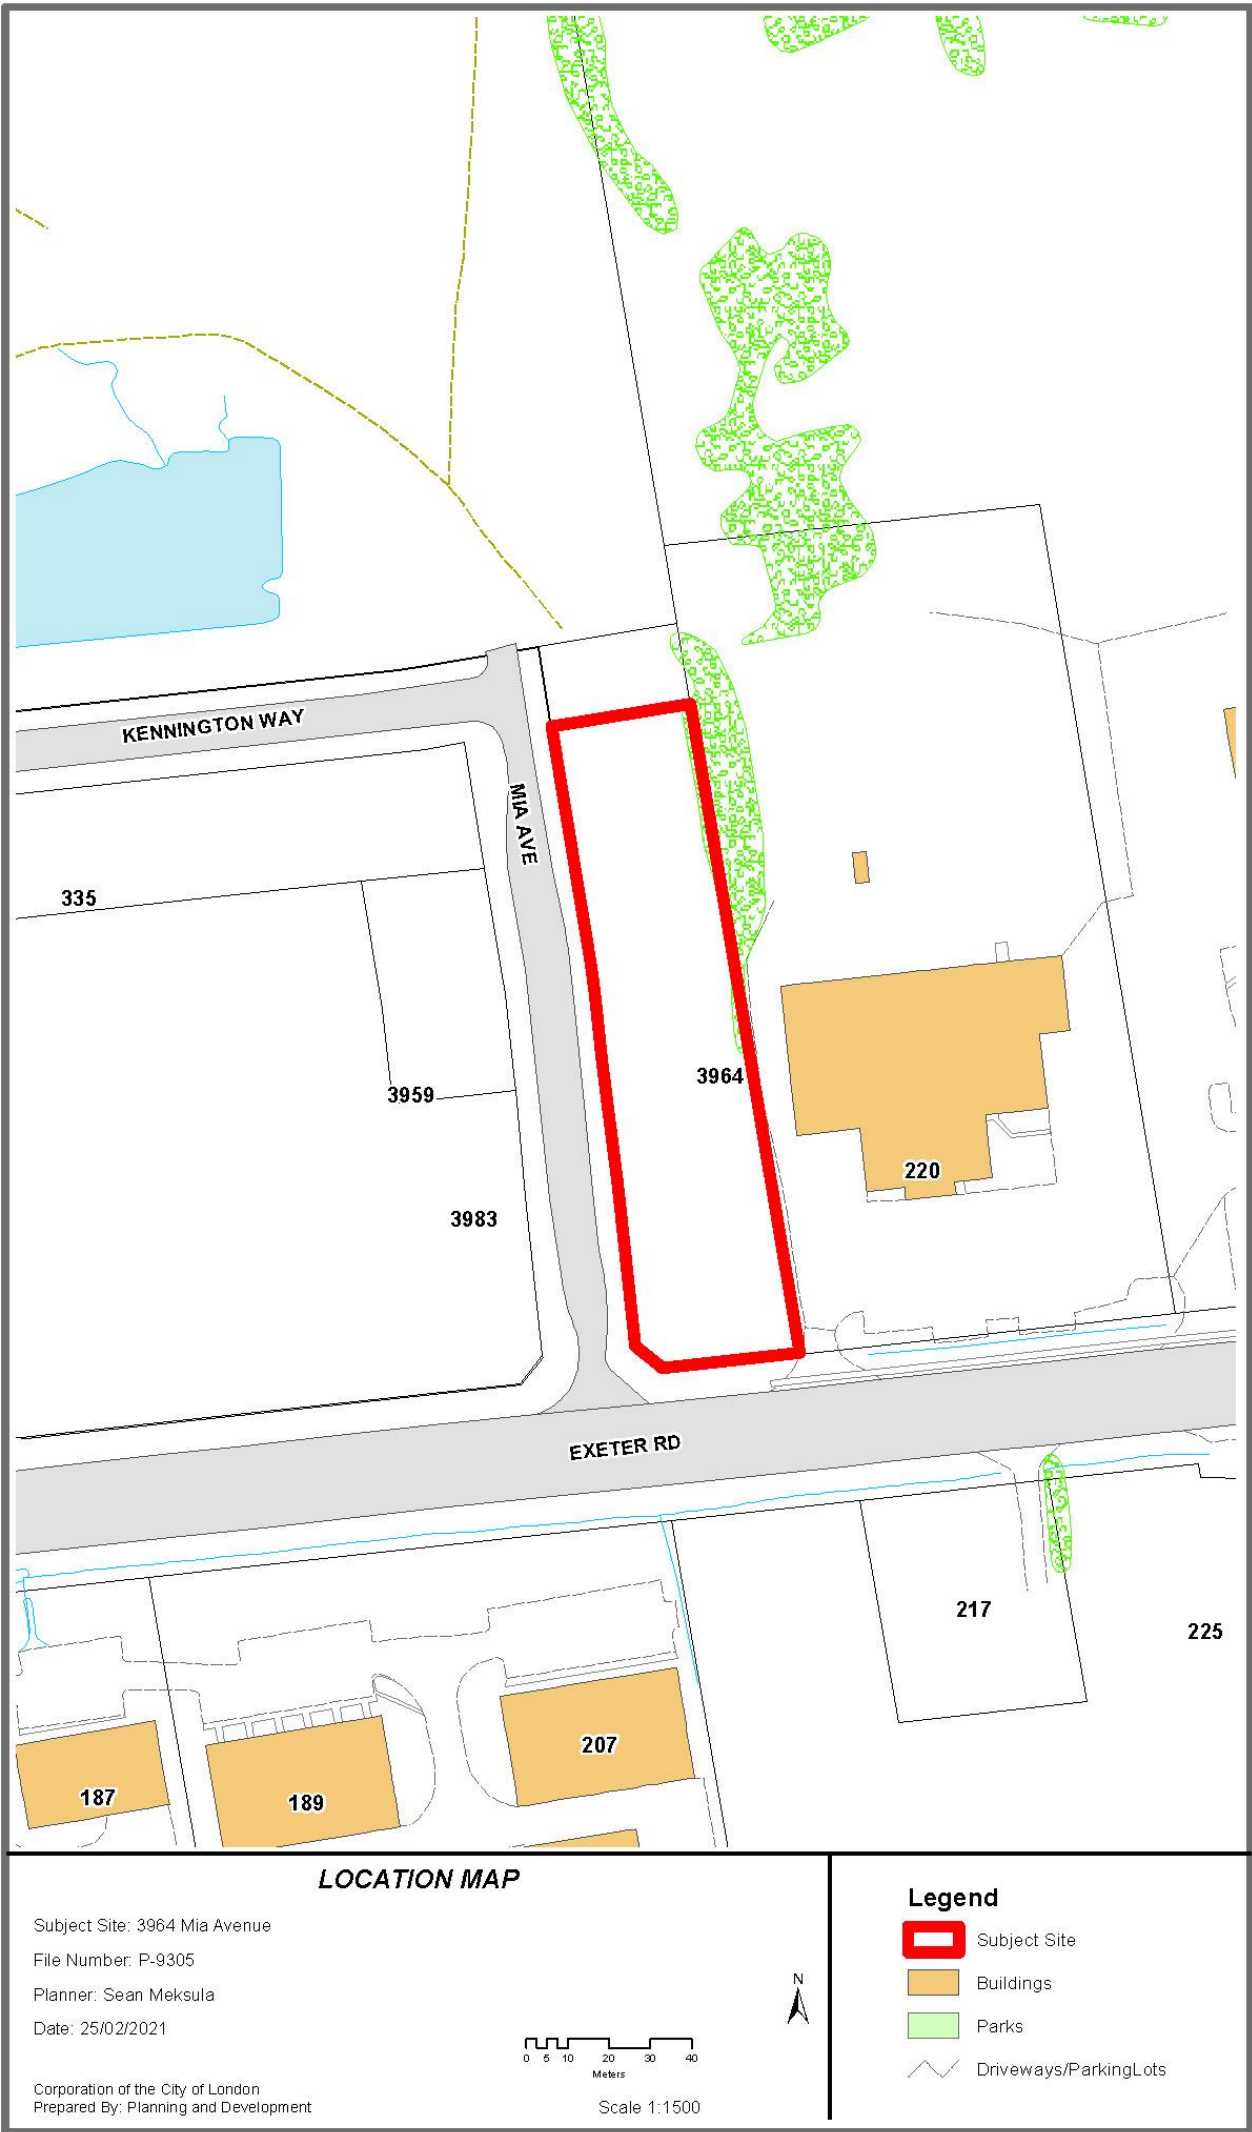 KENNINGTON WAY
MIA AVE
335
3964
3959
220
3983
EXETER RD
217
225
207
187
189
LOCATION MAP
Subject Site: 3964 Mia Avenue
File Number: P-9305
Planner: Sean Meksula
Date: 25/02/2021
Corporation of the City of London
Prepared By: Planning and Development
N
0 5 10 20 30 40
Meters
Scale 1:1500
Legend
Subject Site
Buildings
Parks
Driveways/ParkingLots